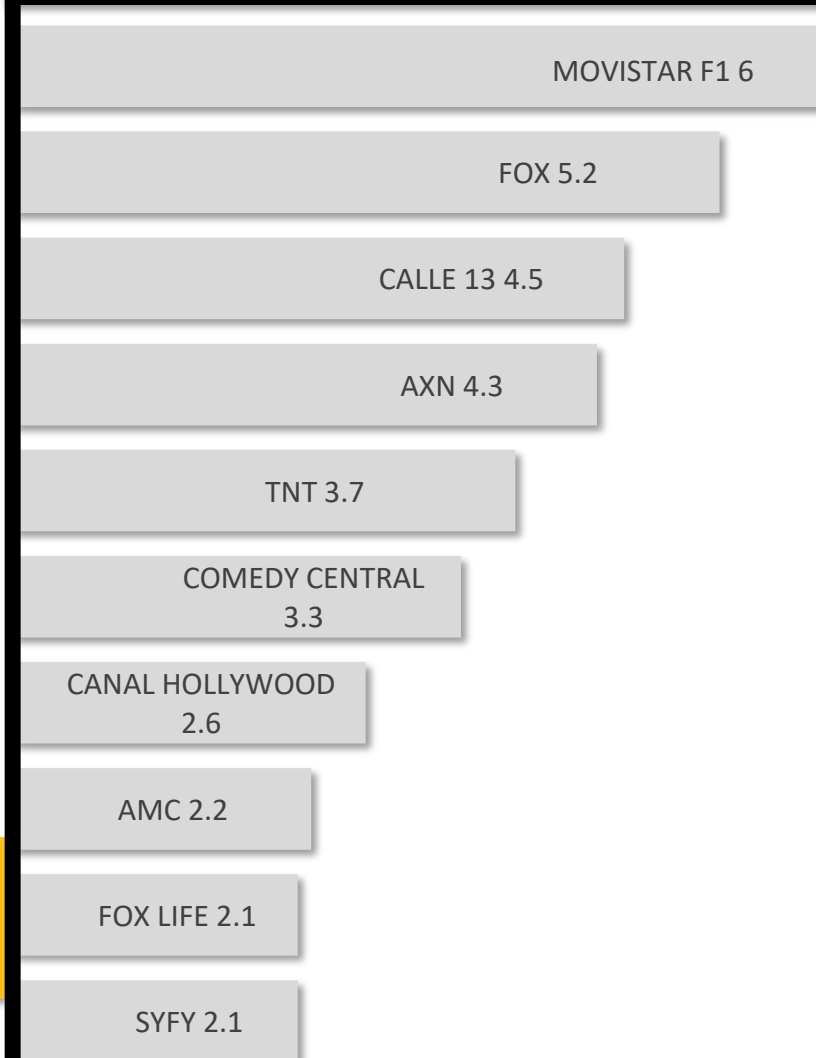 MOVISTAR F1 6
FOX 5.2
CALLE 13 4.5
AXN 4.3
TNT 3.7
COMEDY CENTRAL
3.3
CANAL HOLLYWOOD
2.6
AMC 2.2
FOX LIFE 2.1
SYFY 2.1